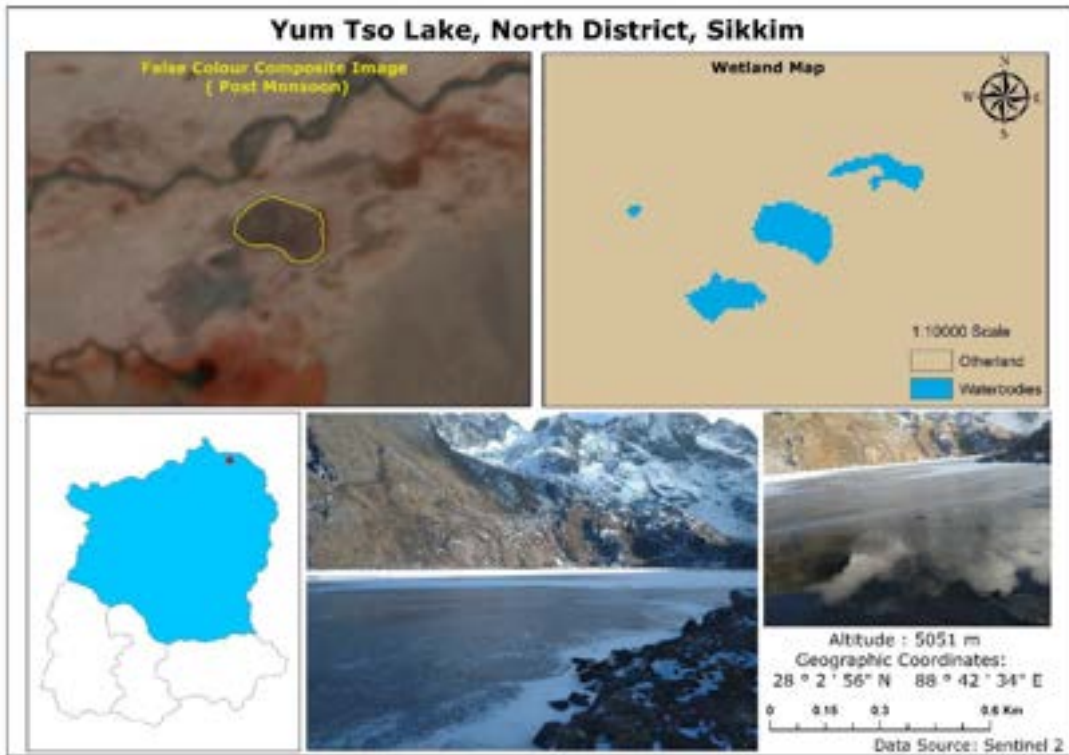 Yum Tso Lake, North District, Sikkim
False Colour Composite Image
( Post Monsoon)
Wetland Map
N
W E
S
1:10000 Scale
Otherland
Waterbodies
Altitude : 5051 m
Geographic Coordinates:
28 ° 2 ' 56" N 88 ° 42 ' 34" E
0 0.15 0.3 0.6 Km
Data Source: Sentinel 2